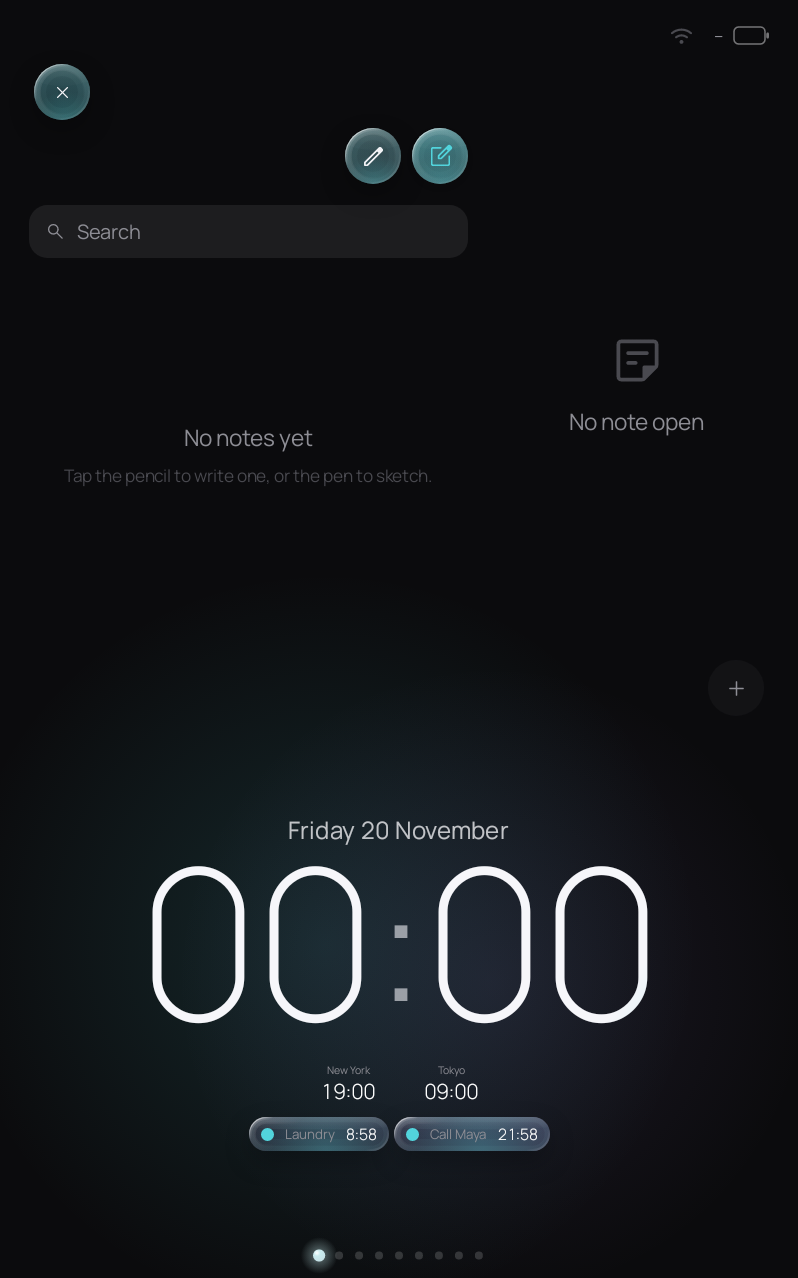 Search
No note open
No notes yet
Tap the pencil to write one, or the pen to sketch.
Friday 20 November
00:00
New York Tokyo
19:00 09:00
Laundry 8:58 Call Maya 21:58